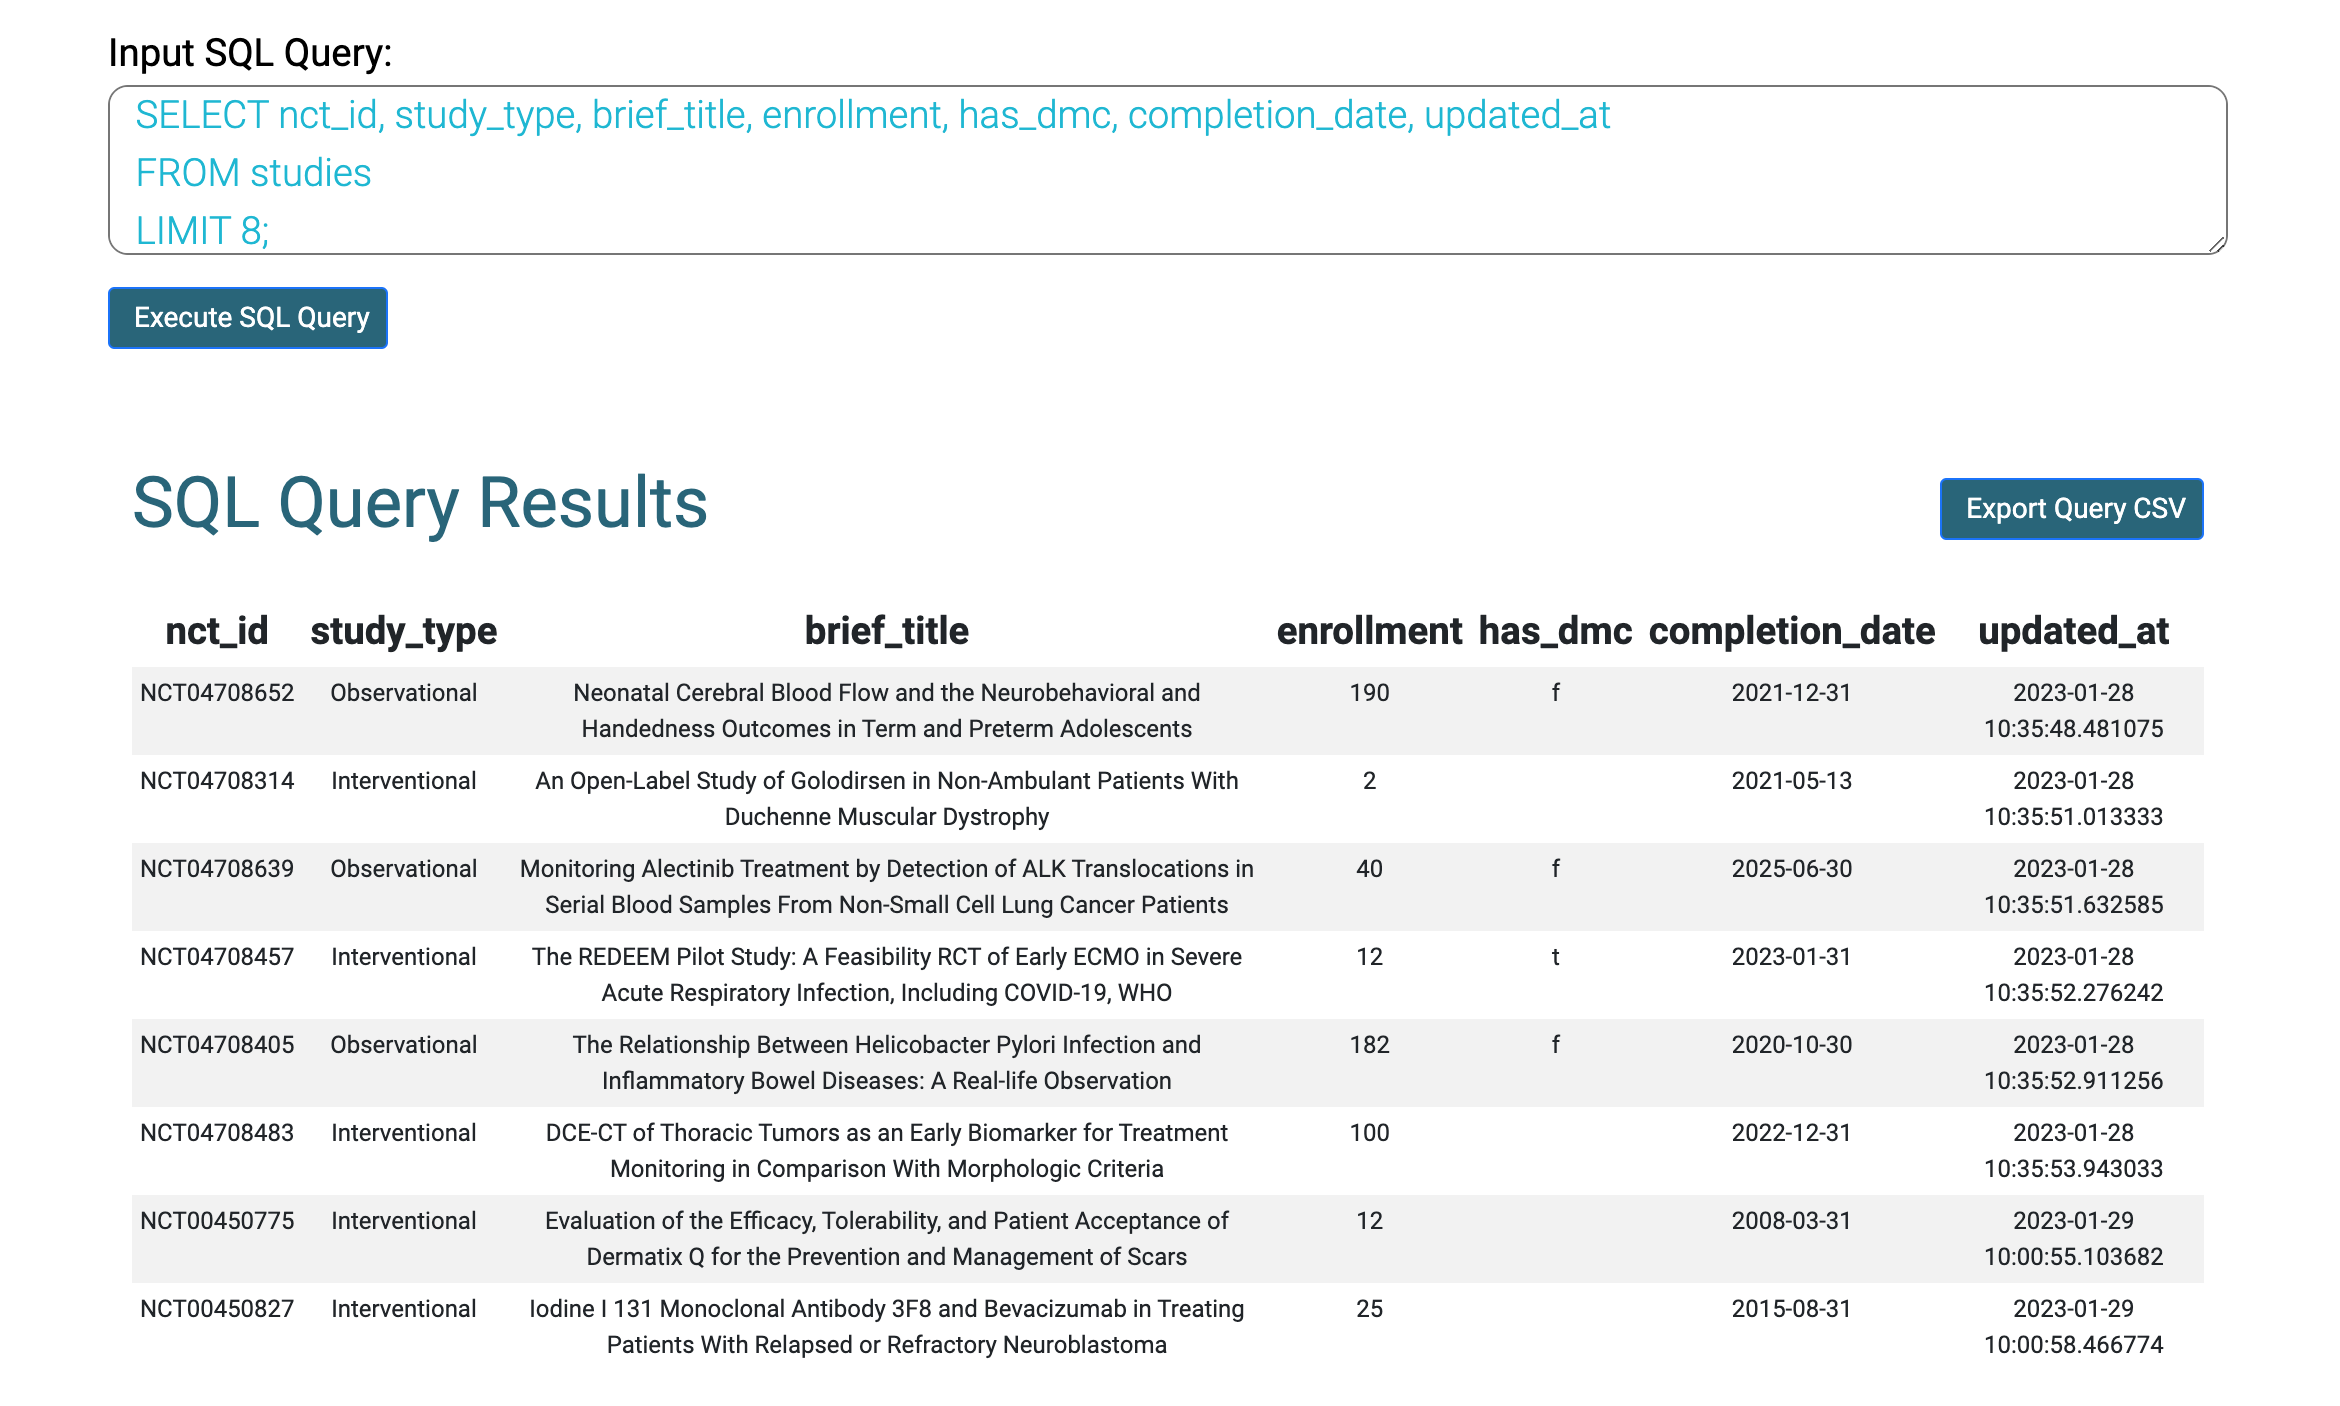 Input SQL Query:
SELECT nct_id, study_type, brief_title, enrollment, has_dmc, completion_date, updated_at
FROM studies
LIMIT 8;
Execute SQL Query
SQL Query Results
Export Query CSV
nct_id study_type brief_title enrollment has_dmc completion_date updated_at
NCT04708652 Observational Neonatal Cerebral Blood Flow and the Neurobehavioral and 190 f 2021-12-31 2023-01-28
Handedness Outcomes in Term and Preterm Adolescents 10:35:48.481075
NCT04708314 Interventional An Open-Label Study of Golodirsen in Non-Ambulant Patients With 2 2021-05-13 2023-01-28
Duchenne Muscular Dystrophy 10:35:51.013333
NCT04708639 Observational Monitoring Alectinib Treatment by Detection of ALK Translocations in 40 f 2025-06-30 2023-01-28
Serial Blood Samples From Non-Small Cell Lung Cancer Patients 10:35:51.632585
NCT04708457 Interventional The REDEEM Pilot Study: A Feasibility RCT of Early ECMO in Severe 12 t 2023-01-31 2023-01-28
Acute Respiratory Infection, Including COVID-19, WHO 10:35:52.276242
NCT04708405 Observational The Relationship Between Helicobacter Pylori Infection and 182 f 2020-10-30 2023-01-28
Inflammatory Bowel Diseases: A Real-life Observation 10:35:52.911256
NCT04708483 Interventional DCE-CT of Thoracic Tumors as an Early Biomarker for Treatment 100 2022-12-31 2023-01-28
Monitoring in Comparison With Morphologic Criteria 10:35:53.943033
NCT00450775 Interventional Evaluation of the Efficacy, Tolerability, and Patient Acceptance of 12 2008-03-31 2023-01-29
Dermatix Q for the Prevention and Management of Scars 10:00:55.103682
NCT00450827 Interventional Iodine I 131 Monoclonal Antibody 3F8 and Bevacizumab in Treating 25 2015-08-31 2023-01-29
Patients With Relapsed or Refractory Neuroblastoma 10:00:58.466774